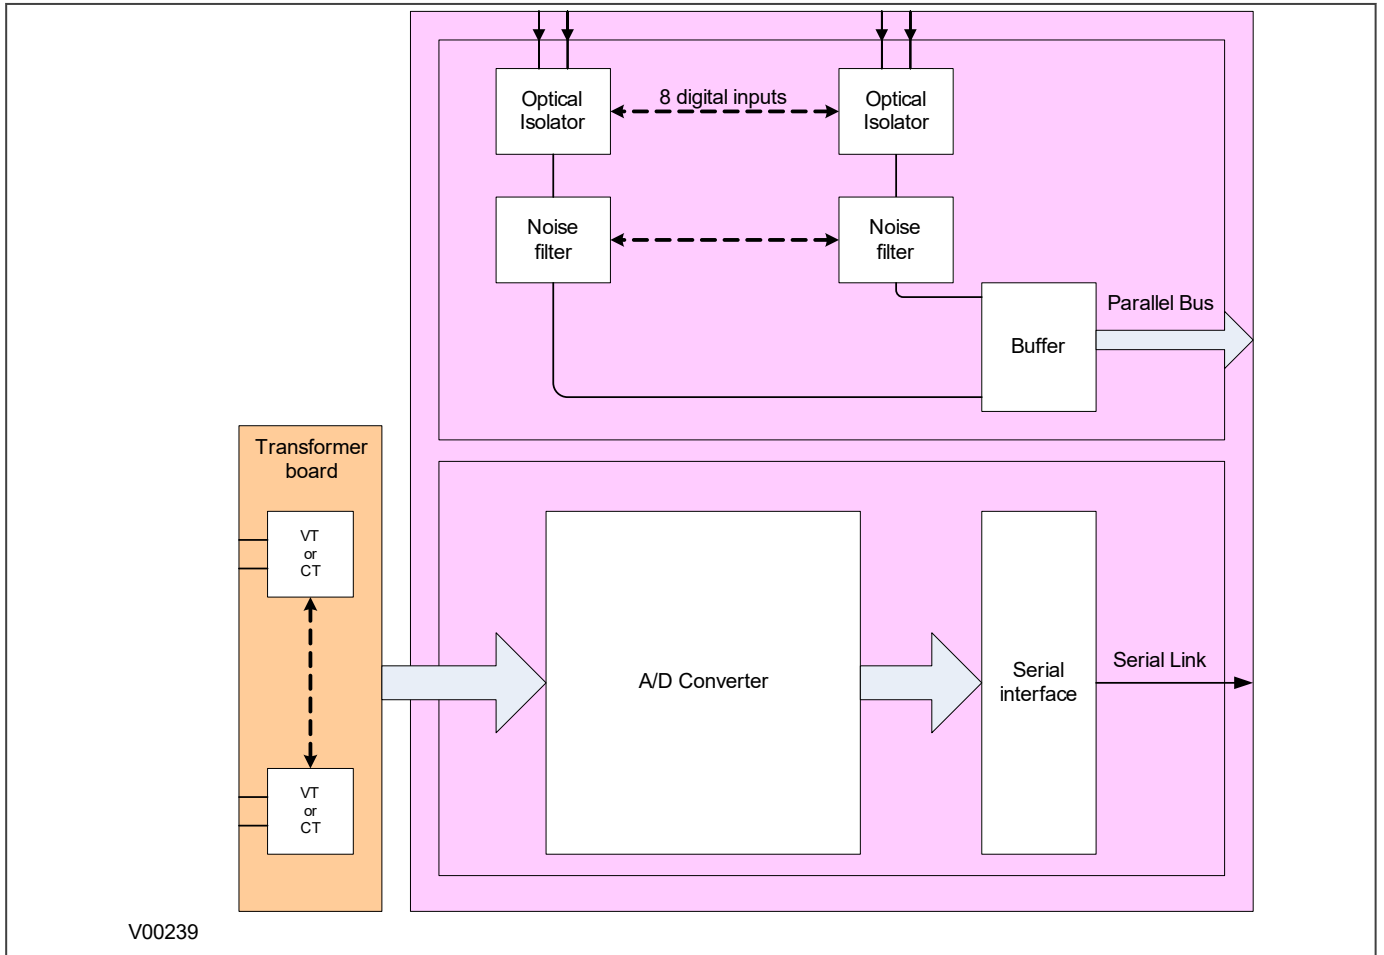 Optical
Isolator
8 digital inputs
Optical
Isolator
Noise
filter
Noise
filter
Parallel Bus
Buffer
Transformer
board
VT
or
CT
A/D Converter
Serial
interface
Serial Link
VT
or
CT
V00239